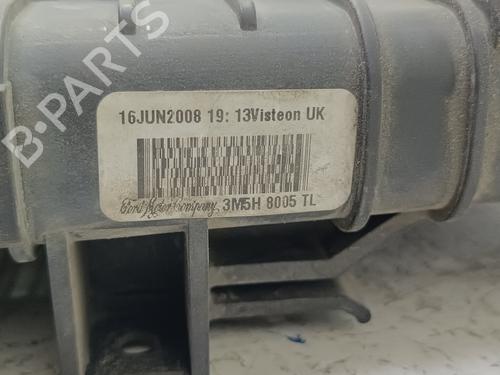 B-PARTS
16JUN2008 19: 13Visteon UK
Ford Motor Company 3M5H 8005 TL